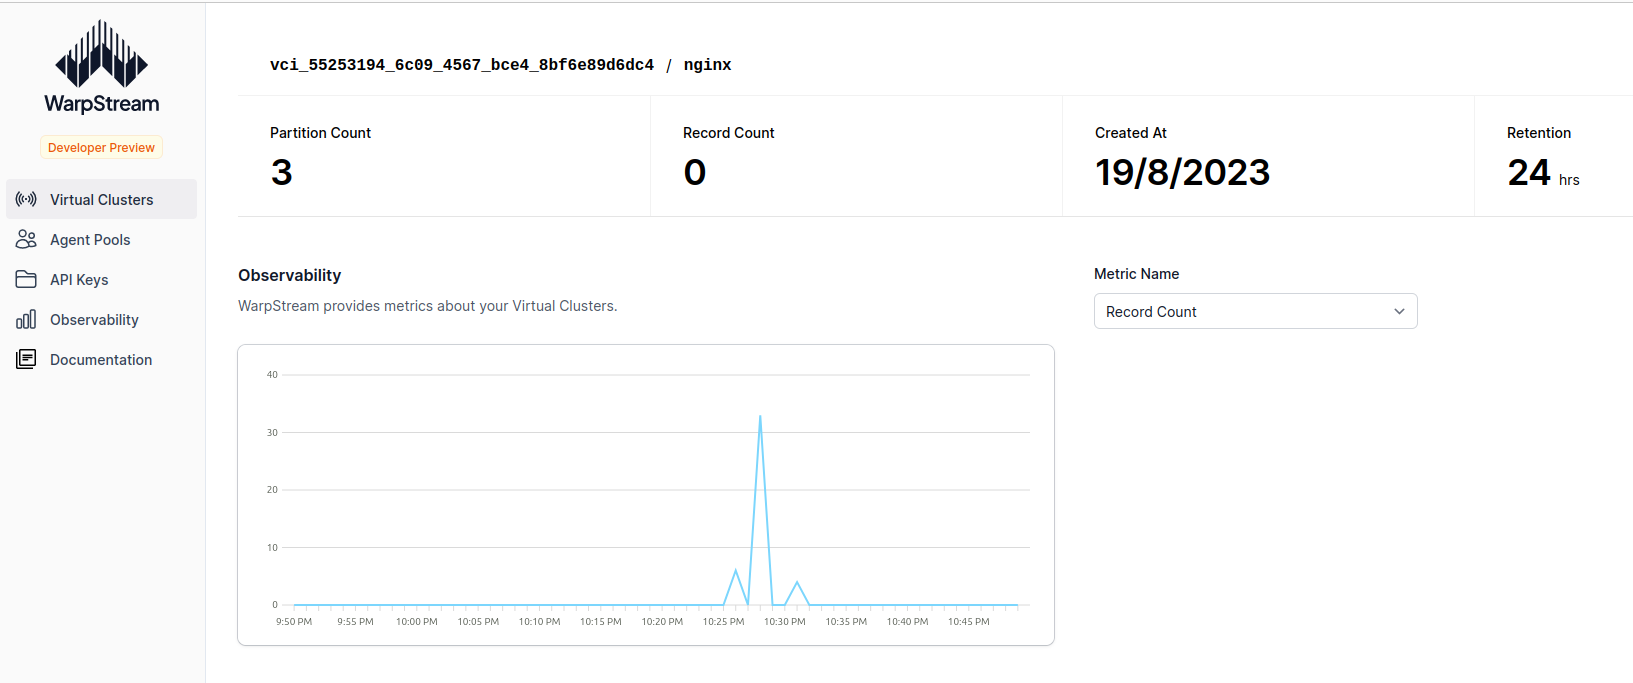 WarpStream
Developer Preview
Virtual Clusters
Agent Pools
API Keys
Observability
Documentation
vci_55253194_6c09_4567_bce4_8bf6e89d6dc4 / nginx
Partition Count
3
Record Count
0
Created At
19/8/2023
Retention
24 hrs
Observability
WarpStream provides metrics about your Virtual Clusters.
Metric Name
Record Count
40
30
20
10
0
9:50 PM 9:55 PM 10:00 PM 10:05 PM 10:10 PM 10:15 PM 10:20 PM 10:25 PM 10:30 PM 10:35 PM 10:40 PM 10:45 PM